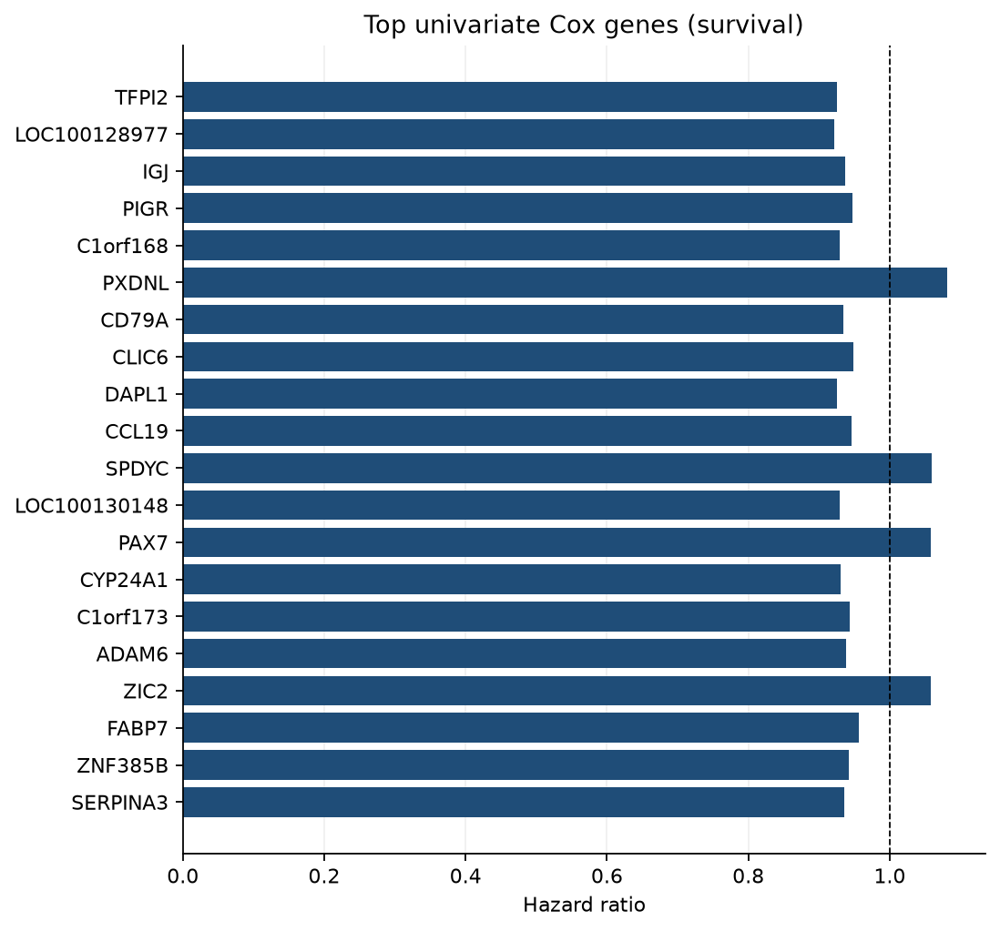 Top univariate Cox genes (survival)
TFPI2
LOC100128977
IGJ
PIGR
C1orf168
PXDNL
CD79A
CLIC6
DAPL1
CCL19
SPDYC
LOC100130148
PAX7
CYP24A1
C1orf173
ADAM6
ZIC2
FABP7
ZNF385B
SERPINA3
0.0 0.2 0.4 0.6 0.8 1.0
Hazard ratio